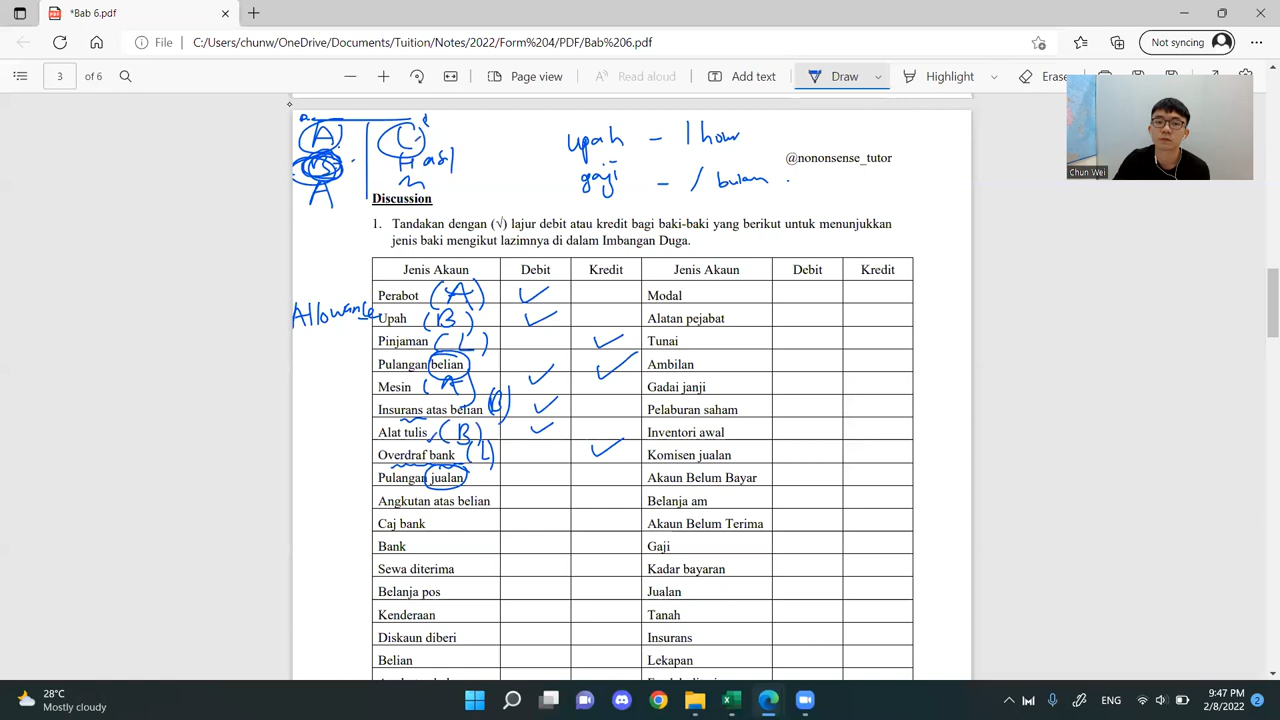 *Bab 6.pdf
File
C:/Users/chunw/OneDrive/Documents/Tuition/Notes/2022/Form%204/PDF/Bab%206.pdf
Not syncing
3 of 6
Page view
Read aloud
Add text
Draw
Highlight
Erase
A L
B Hasil
A m
upah - 1 hour
gaji - / bulan
@nononsense_tutor
Chun Wei
Discussion
1. Tandakan dengan (√) lajur debit atau kredit bagi baki-baki yang berikut untuk menunjukkan
jenis baki mengikut lazimnya di dalam Imbangan Duga.
Jenis Akaun Debit Kredit Jenis Akaun Debit Kredit
Perabot (A) ✓ Modal
Allowance
Upah (B) ✓ Alatan pejabat
Pinjaman (L) ✓ Tunai
Pulangan belian ✓ Ambilan
Mesin (A) ✓ Gadai janji
Insurans atas belian (B) ✓ Pelaburan saham
Alat tulis (B) ✓ Inventori awal
Overdraf bank (L) ✓ Komisen jualan
Pulangan jualan Akaun Belum Bayar
Angkutan atas belian Belanja am
Caj bank Akaun Belum Terima
Bank Gaji
Sewa diterima Kadar bayaran
Belanja pos Jualan
Kenderaan Tanah
Diskaun diberi Insurans
Belian Lekapan
28°C
Mostly cloudy
ENG
9:47 PM
2/8/2022
2